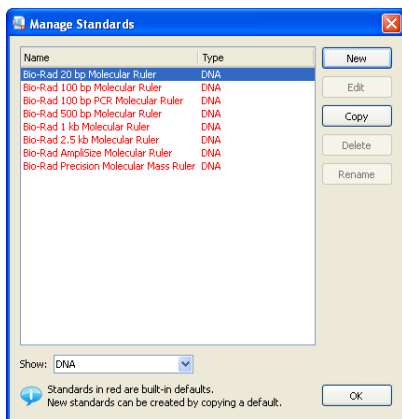 Manage Standards
Name Type New
Bio-Rad 20 bp Molecular Ruler DNA
Bio-Rad 100 bp Molecular Ruler DNA Edit
Bio-Rad 100 bp PCR Molecular Ruler DNA
Bio-Rad 500 bp Molecular Ruler DNA Copy
Bio-Rad 1 kb Molecular Ruler DNA
Bio-Rad 2.5 kb Molecular Ruler DNA Delete
Bio-Rad AmpliSize Molecular Ruler DNA
Bio-Rad Precision Molecular Mass Ruler DNA Rename
Show: DNA
Standards in red are built-in defaults.
New standards can be created by copying a default. OK